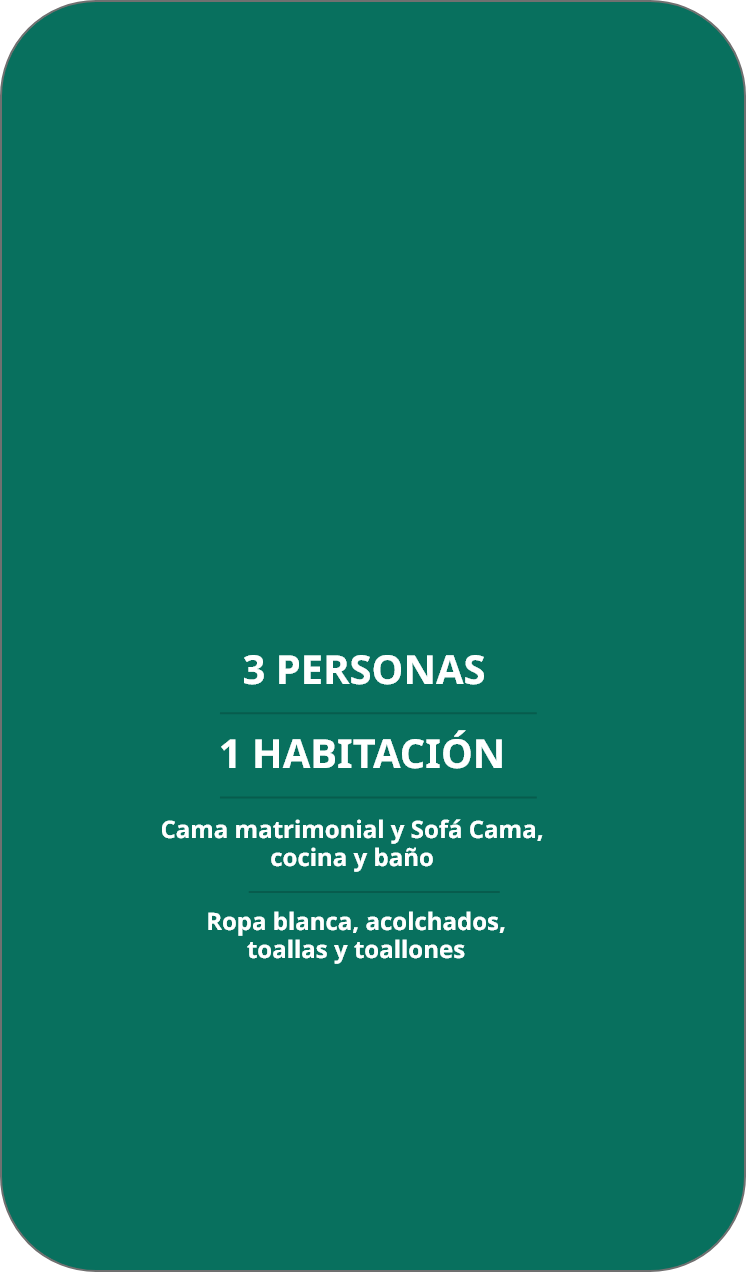 3 PERSONAS
1 HABITACIÓN
Cama matrimonial y Sofá Cama,
cocina y baño
Ropa blanca, acolchados,
toallas y toallones